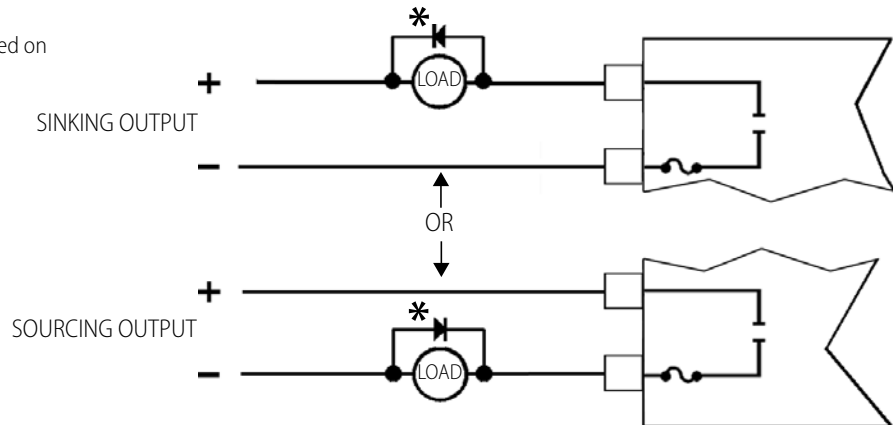 *
ed on
+
LOAD
SINKING OUTPUT
−
OR
+
*
SOURCING OUTPUT
−
LOAD